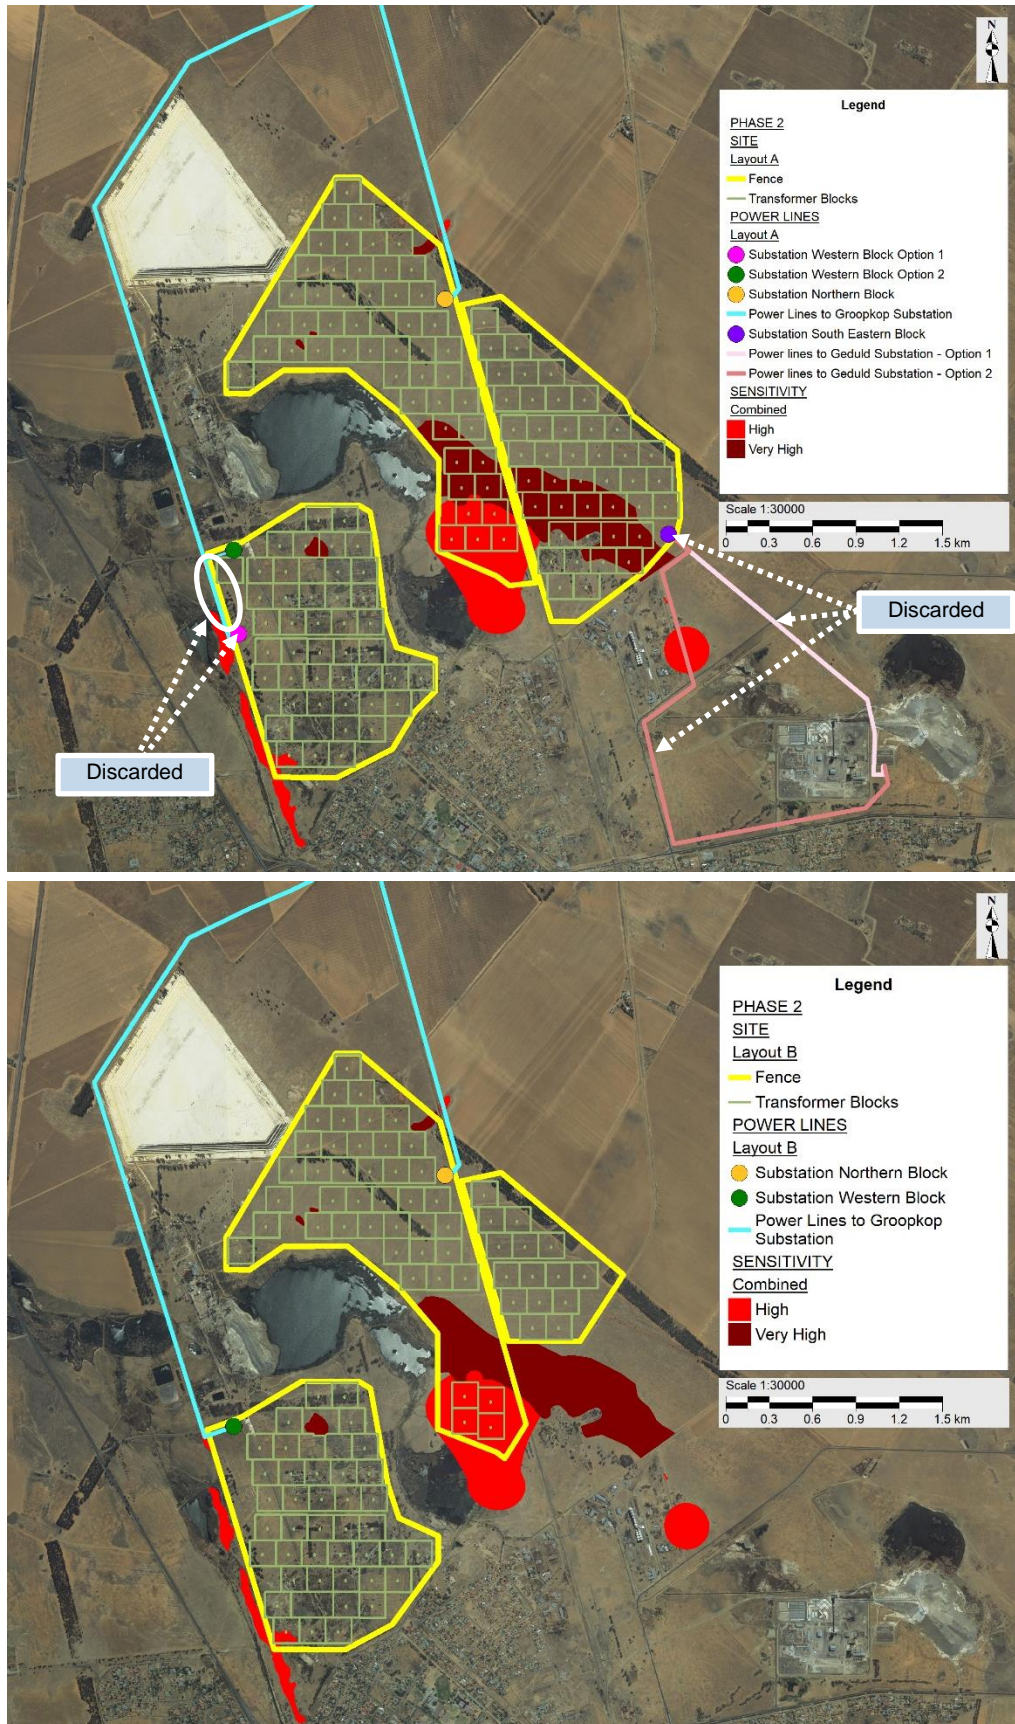 N
Legend
PHASE 2
SITE
Layout A
Fence
Transformer Blocks
POWER LINES
Layout A
Substation Western Block Option 1
Substation Western Block Option 2
Substation Northern Block
Power Lines to Groopkop Substation
Substation South Eastern Block
Power lines to Geduld Substation - Option 1
Power lines to Geduld Substation - Option 2
SENSITIVITY
Combined
High
Very High
Scale 1:30000
0 0.3 0.6 0.9 1.2 1.5 km
Discarded
Discarded
N
Legend
PHASE 2
SITE
Layout B
Fence
Transformer Blocks
POWER LINES
Layout B
Substation Northern Block
Substation Western Block
Power Lines to Groopkop
Substation
SENSITIVITY
Combined
High
Very High
Scale 1:30000
0 0.3 0.6 0.9 1.2 1.5 km